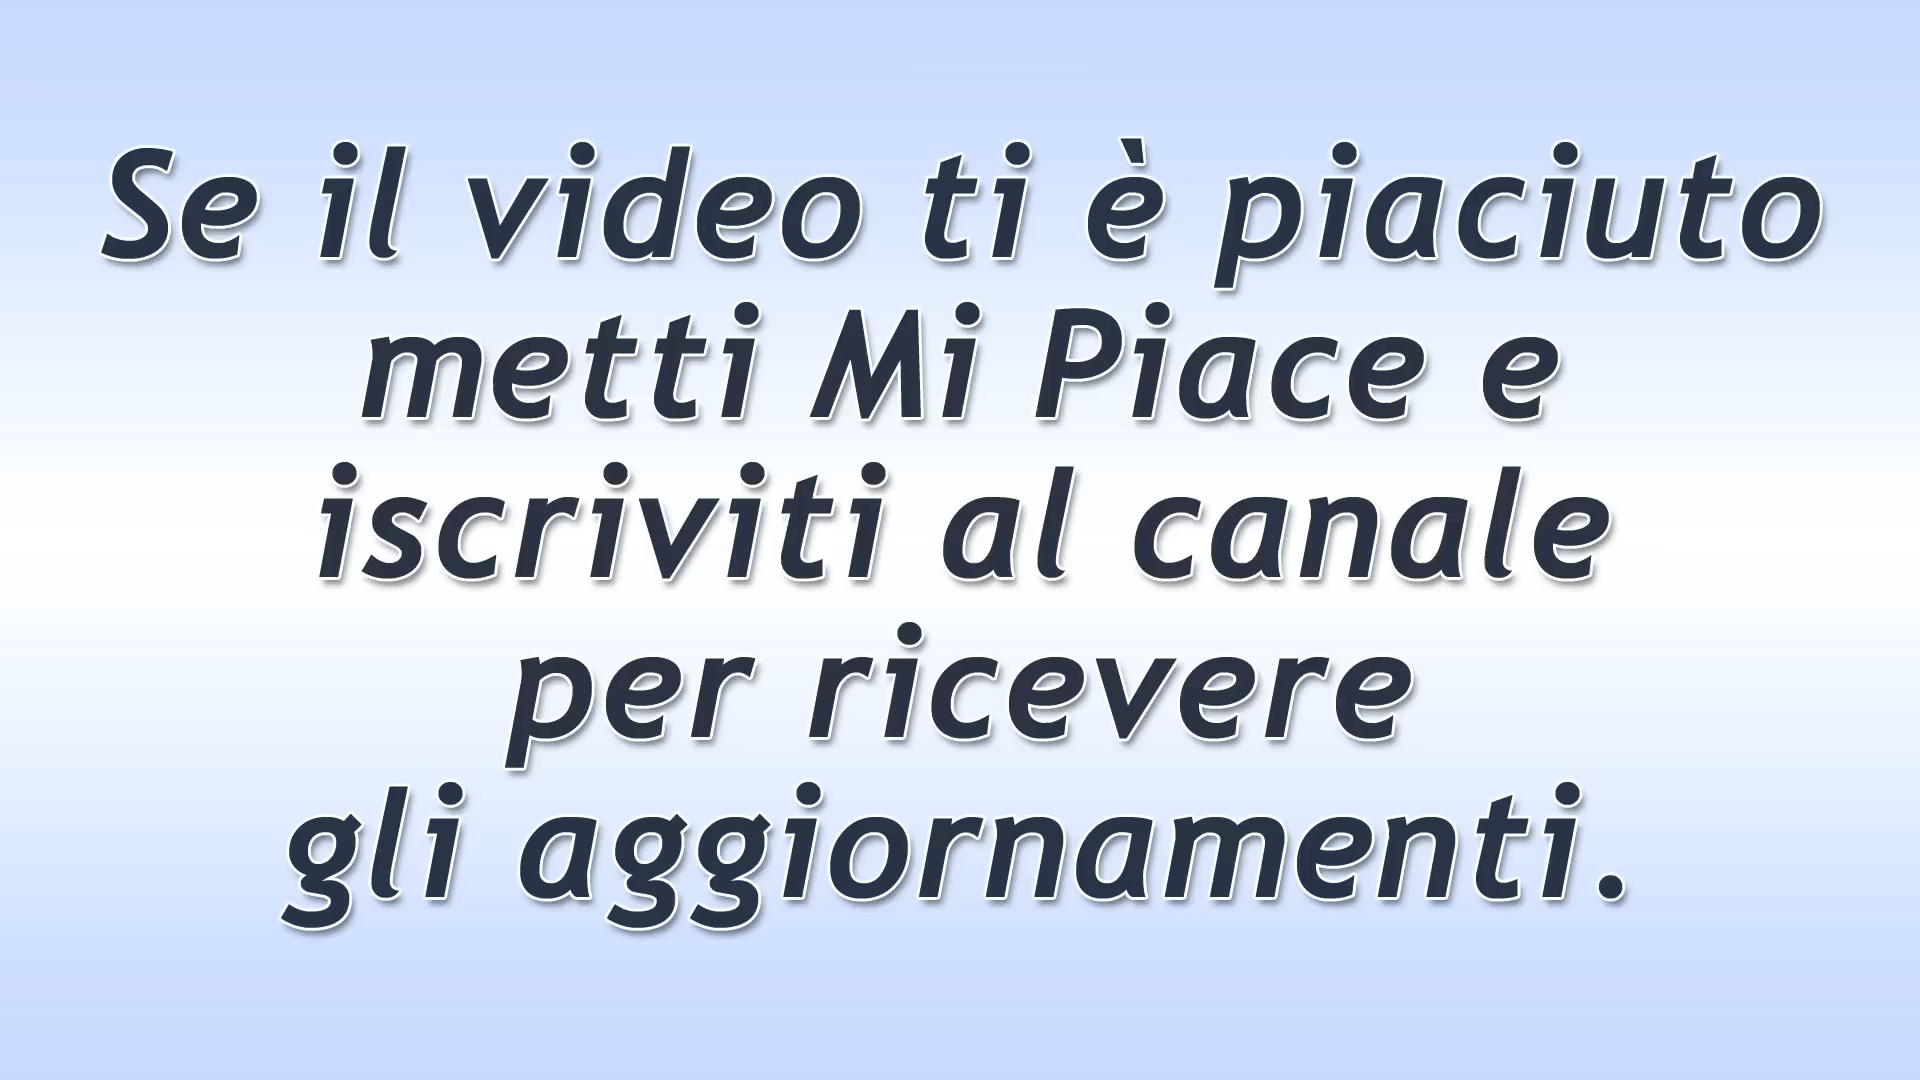 Se il video ti è piaciuto
metti Mi Piace e
iscriviti al canale
per ricevere
gli aggiornamenti.